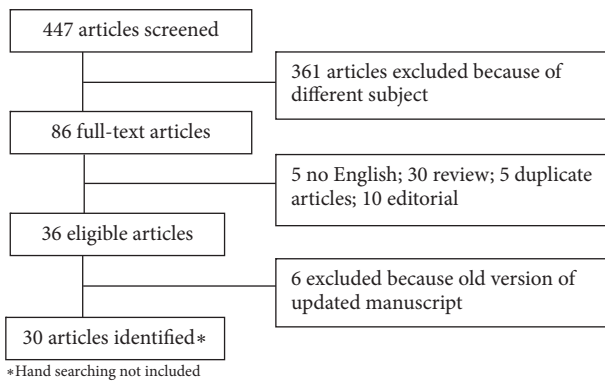 447 articles screened
361 articles excluded because of
different subject
86 full-text articles
5 no English; 30 review; 5 duplicate
articles; 10 editorial
36 eligible articles
6 excluded because old version of
updated manuscript
30 articles identified∗
∗Hand searching not included